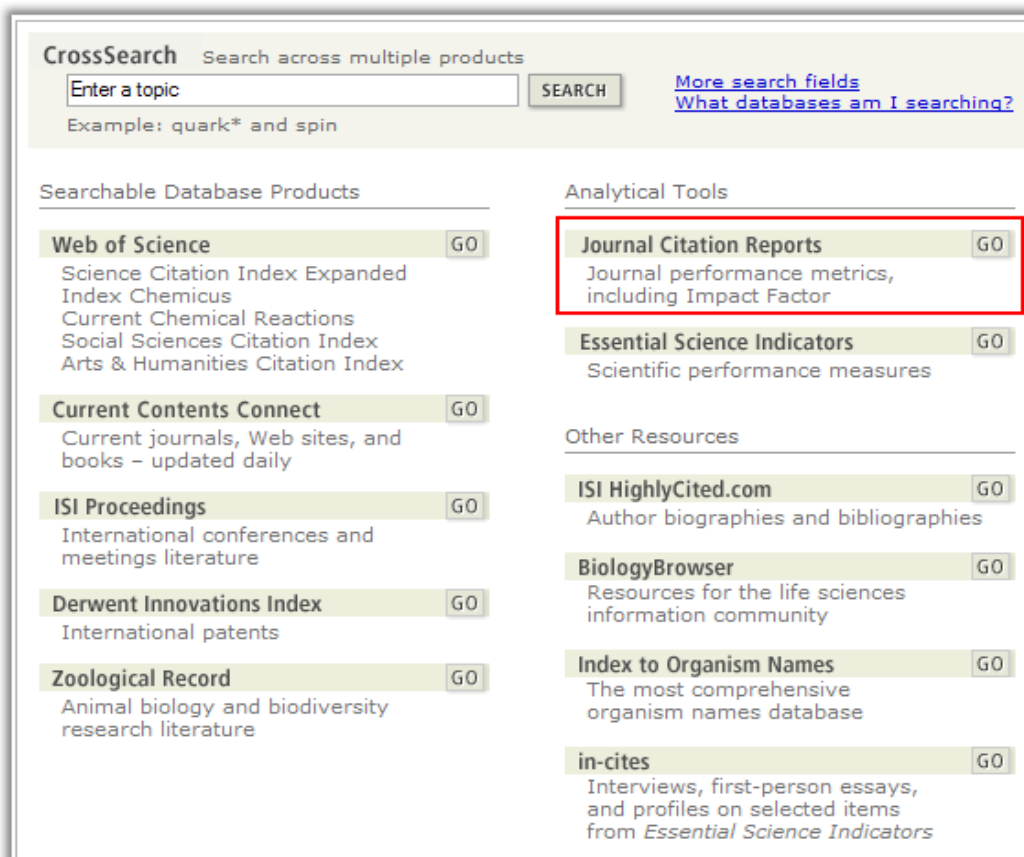 CrossSearch Search across multiple products
Enter a topic
SEARCH
More search fields
What databases am I searching?
Example: quark* and spin
Searchable Database Products
Web of Science GO
Science Citation Index Expanded
Index Chemicus
Current Chemical Reactions
Social Sciences Citation Index
Arts & Humanities Citation Index
Current Contents Connect GO
Current journals, Web sites, and
books – updated daily
ISI Proceedings GO
International conferences and
meetings literature
Derwent Innovations Index GO
International patents
Zoological Record GO
Animal biology and biodiversity
research literature
Analytical Tools
Journal Citation Reports GO
Journal performance metrics,
including Impact Factor
Essential Science Indicators GO
Scientific performance measures
Other Resources
ISI HighlyCited.com GO
Author biographies and bibliographies
BiologyBrowser GO
Resources for the life sciences
information community
Index to Organism Names GO
The most comprehensive
organism names database
in-cites GO
Interviews, first-person essays,
and profiles on selected items
from Essential Science Indicators